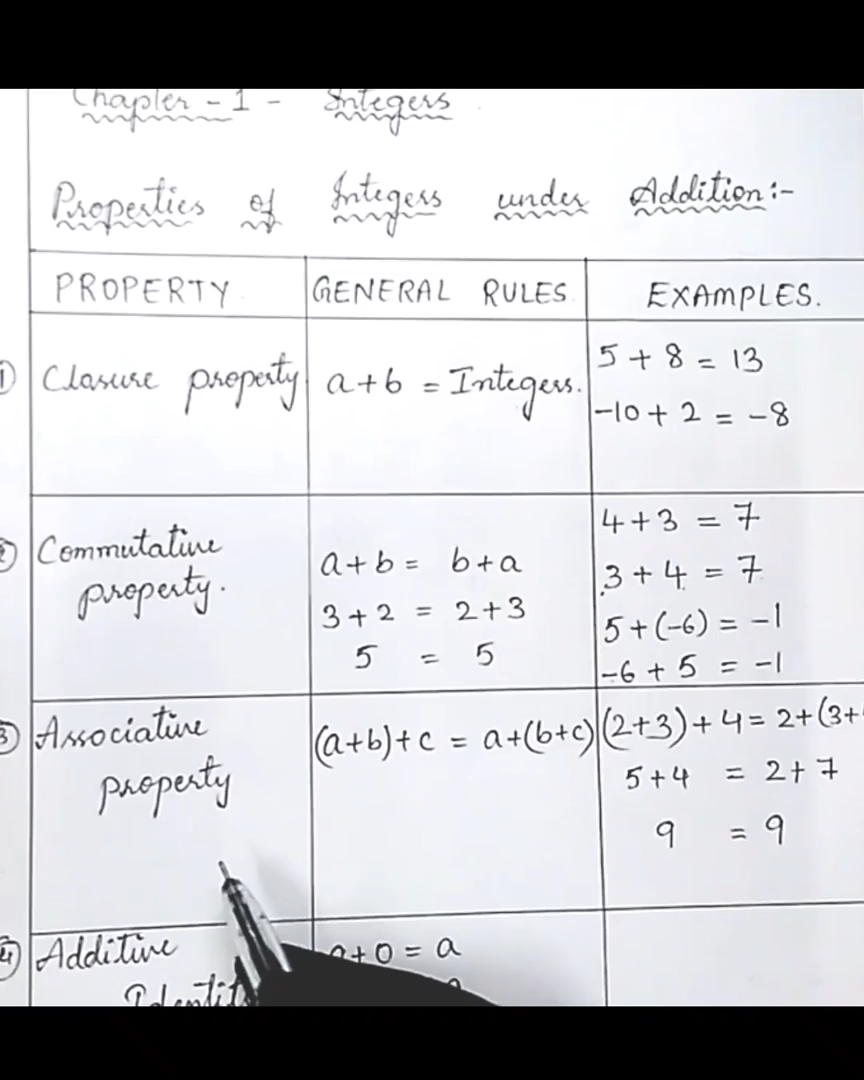 Chapter - 1 - Integers
Properties of Integers under Addition :-
PROPERTY GENERAL RULES. EXAMPLES.
① Closure property a+b = Integers. 5 + 8 = 13
-10 + 2 = -8
② Commutative property. a+b = b+a 4+3 = 7
3+2 = 2+3 3 + 4 = 7
5 = 5 5 + (-6) = -1
-6 + 5 = -1
③ Associative property (a+b)+c = a+(b+c) (2+3)+4 = 2+(3+
5+4 = 2+7
9 = 9
④ Additive a+0 = a